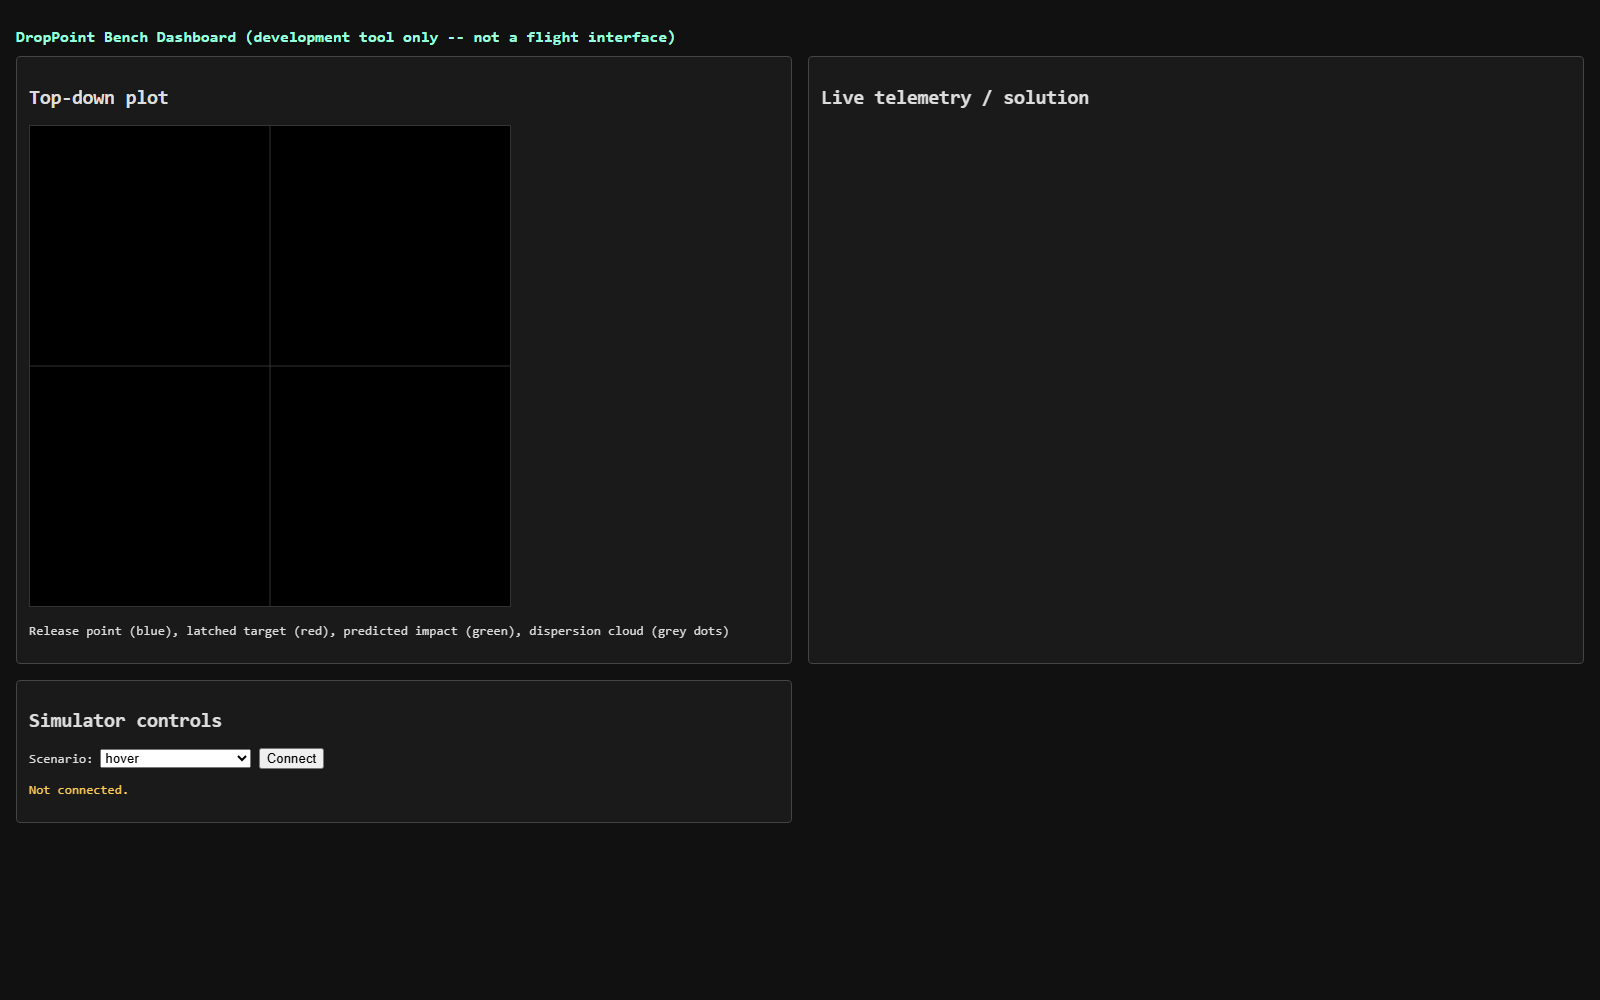 DropPoint Bench Dashboard (development tool only -- not a flight interface)
Top-down plot
Release point (blue), latched target (red), predicted impact (green), dispersion cloud (grey dots)
Live telemetry / solution
Simulator controls
Scenario: hover Connect
Not connected.